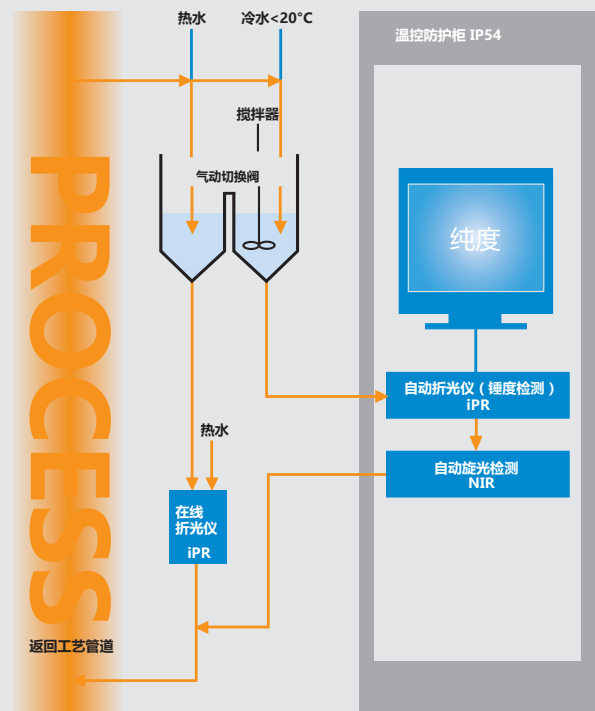 热水
冷水<20°C
温控防护柜 IP54
搅拌器
气动切换阀
纯度
PROCESS
自动折光仪（锤度检测）
iPR
热水
自动旋光检测
NIR
在线
折光仪
iPR
返回工艺管道